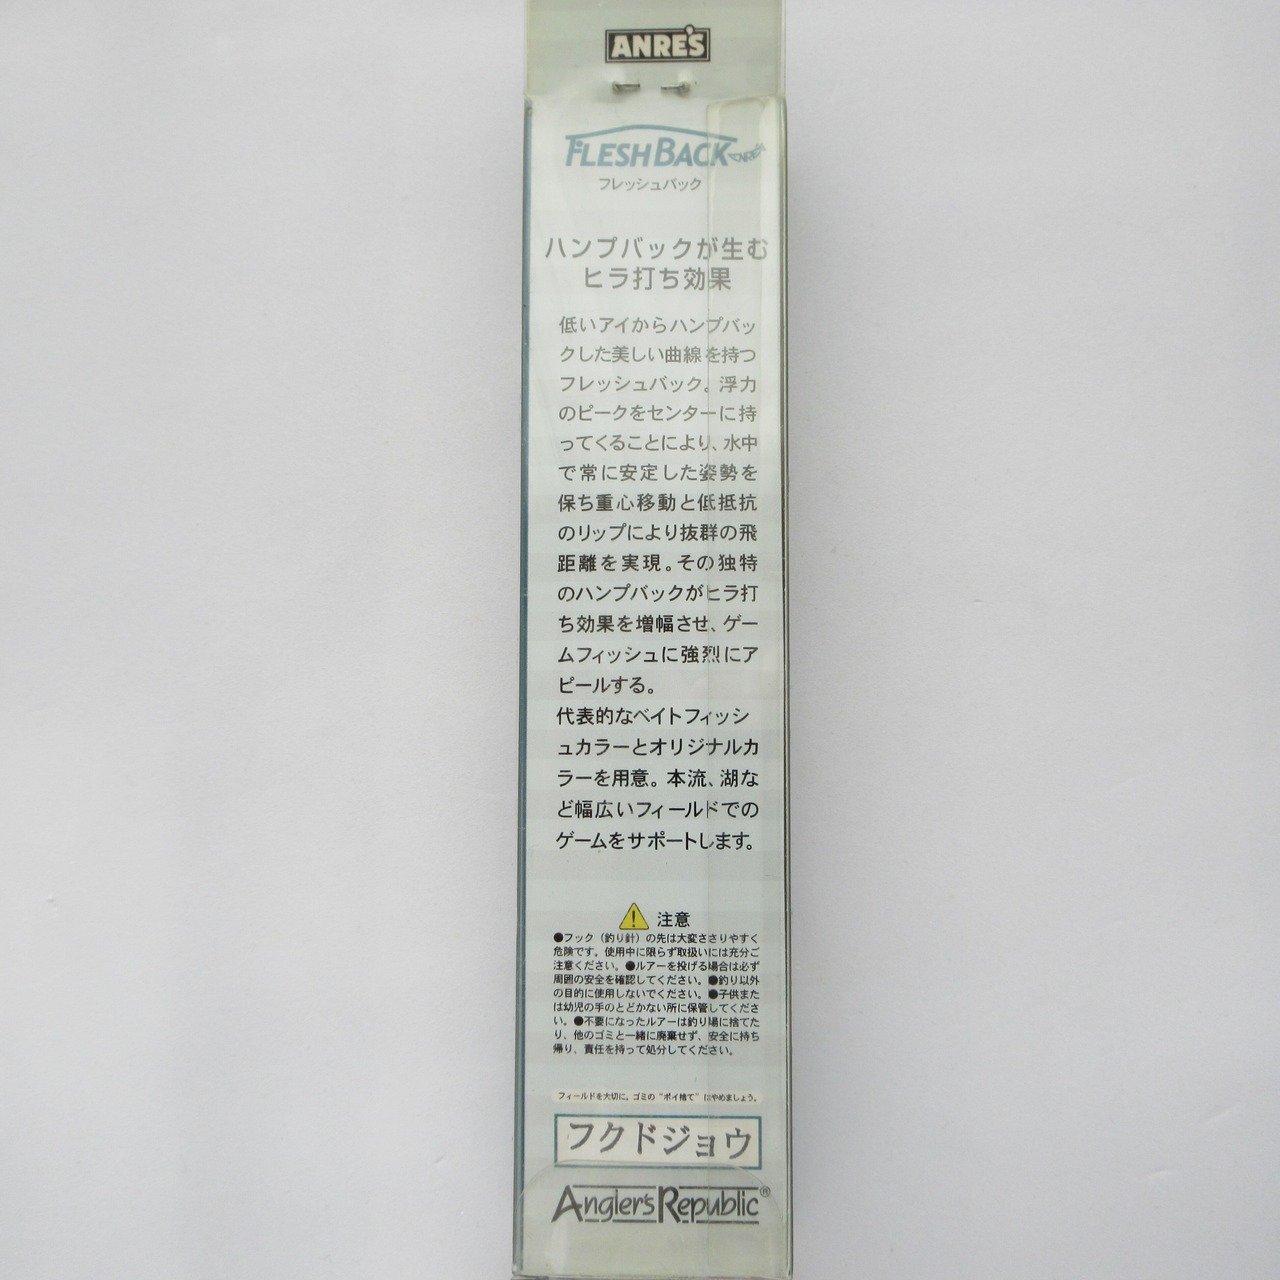 ANRE'S
FLESHBACK
フレッシュバック
ハンプバックが生む
ヒラ打ち効果
低いアイからハンプバッ
クした美しい曲線を持つ
フレッシュバック。浮力
のピークをセンターに持
ってくることにより、水中
で常に安定した姿勢を
保ち重心移動と低抵抗
のリップにより抜群の飛
距離を実現。その独特
のハンプバックがヒラ打
ち効果を増幅させ、ゲー
ムフィッシュに強烈にア
ピールする。
代表的なベイトフィッシ
ュカラーとオリジナルカ
ラーを用意。本流、湖な
ど幅広いフィールドでの
ゲームをサポートします。
注意
●フック（釣り針）の先は大変ささりやすく
危険です。使用中に限らず取扱いには充分ご
注意ください。●ルアーを投げる場合は必ず
周囲の安全を確認してください。●釣り以外
の目的に使用しないでください。●子供また
は幼児の手のとどかない所に保管してくださ
い。●不要になったルアーは釣り場に捨てた
り、他のゴミと一緒に廃棄せず、安全に持ち
帰り、責任を持って処分してください。
フィールドを大切に。ゴミの“ポイ捨て”はやめましょう。
フクドジョウ
Angler's Republic®